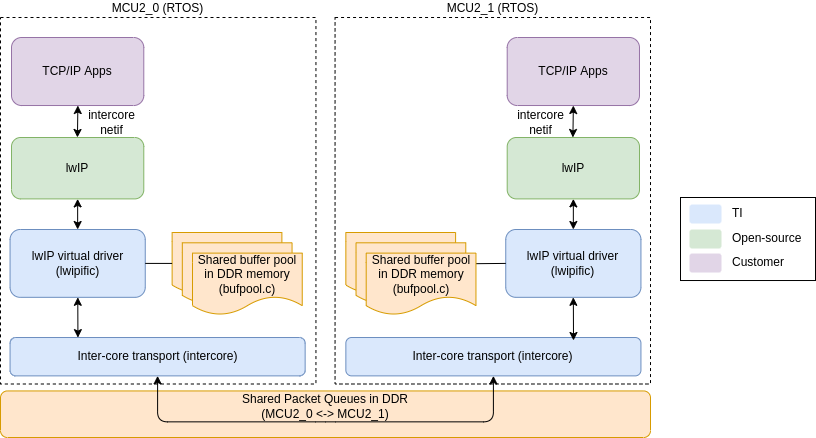 MCU2_0 (RTOS)
TCP/IP Apps
intercore
netif
lwIP
lwIP virtual driver
(lwipific)
Shared buffer pool
in DDR memory
(bufpool.c)
Inter-core transport (intercore)
MCU2_1 (RTOS)
TCP/IP Apps
intercore
netif
lwIP
Shared buffer pool
in DDR memory
(bufpool.c)
lwIP virtual driver
(lwipific)
Inter-core transport (intercore)
Shared Packet Queues in DDR
(MCU2_0 <-> MCU2_1)
TI
Open-source
Customer